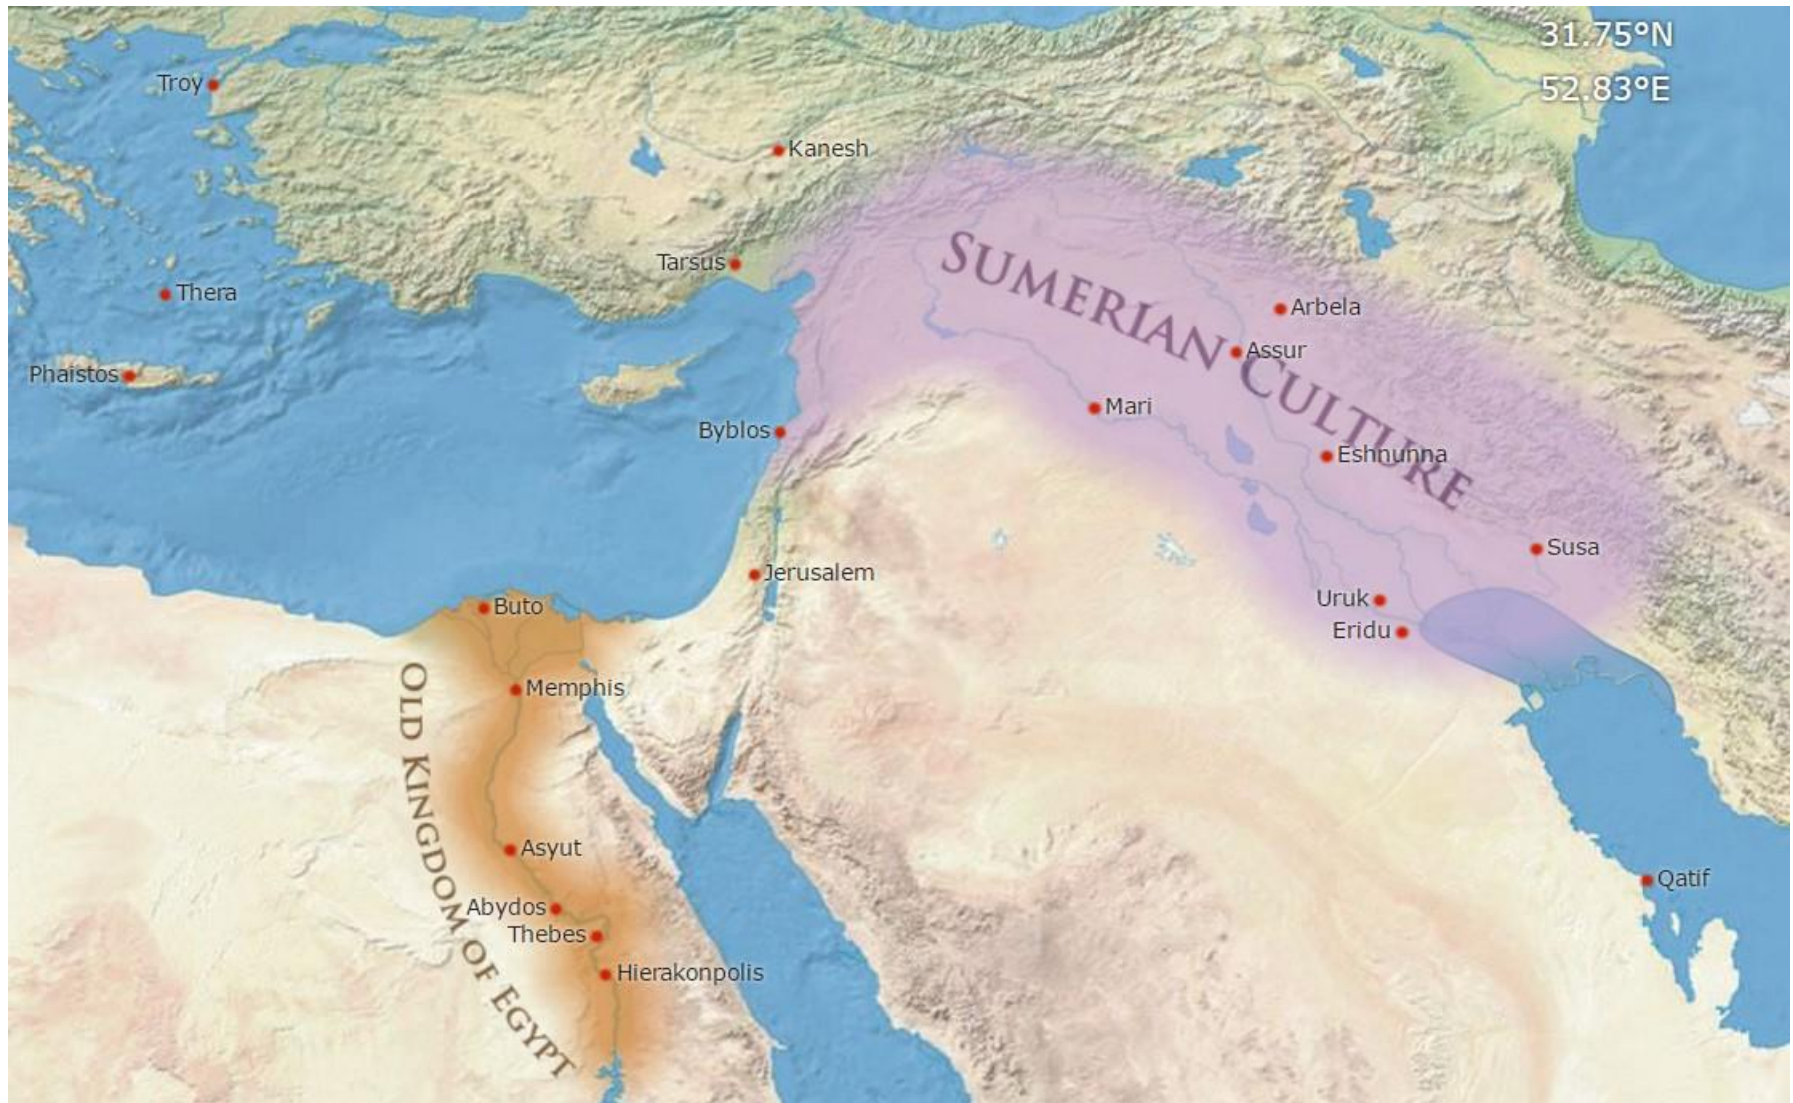 31.75°N
52.83°E
Troy
Kanesh
SUMERIAN CULTURE
Tarsus
Thera
Arbela
Assur
Phaistos
Mari
Byblos
Eshnunna
Susa
Jerusalem
Uruk
Buto
Eridu
OLD KINGDOM OF EGYPT
Memphis
Asyut
Qatif
Abydos
Thebes
Hierakonpolis